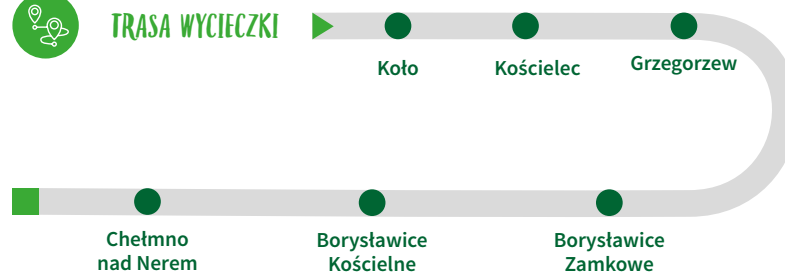 TRASA WYCIECZKI
Koło
Kościelec
Grzegorzew
Chełmno
nad Nerem
Borysławice
Kościelne
Borysławice
Zamkowe